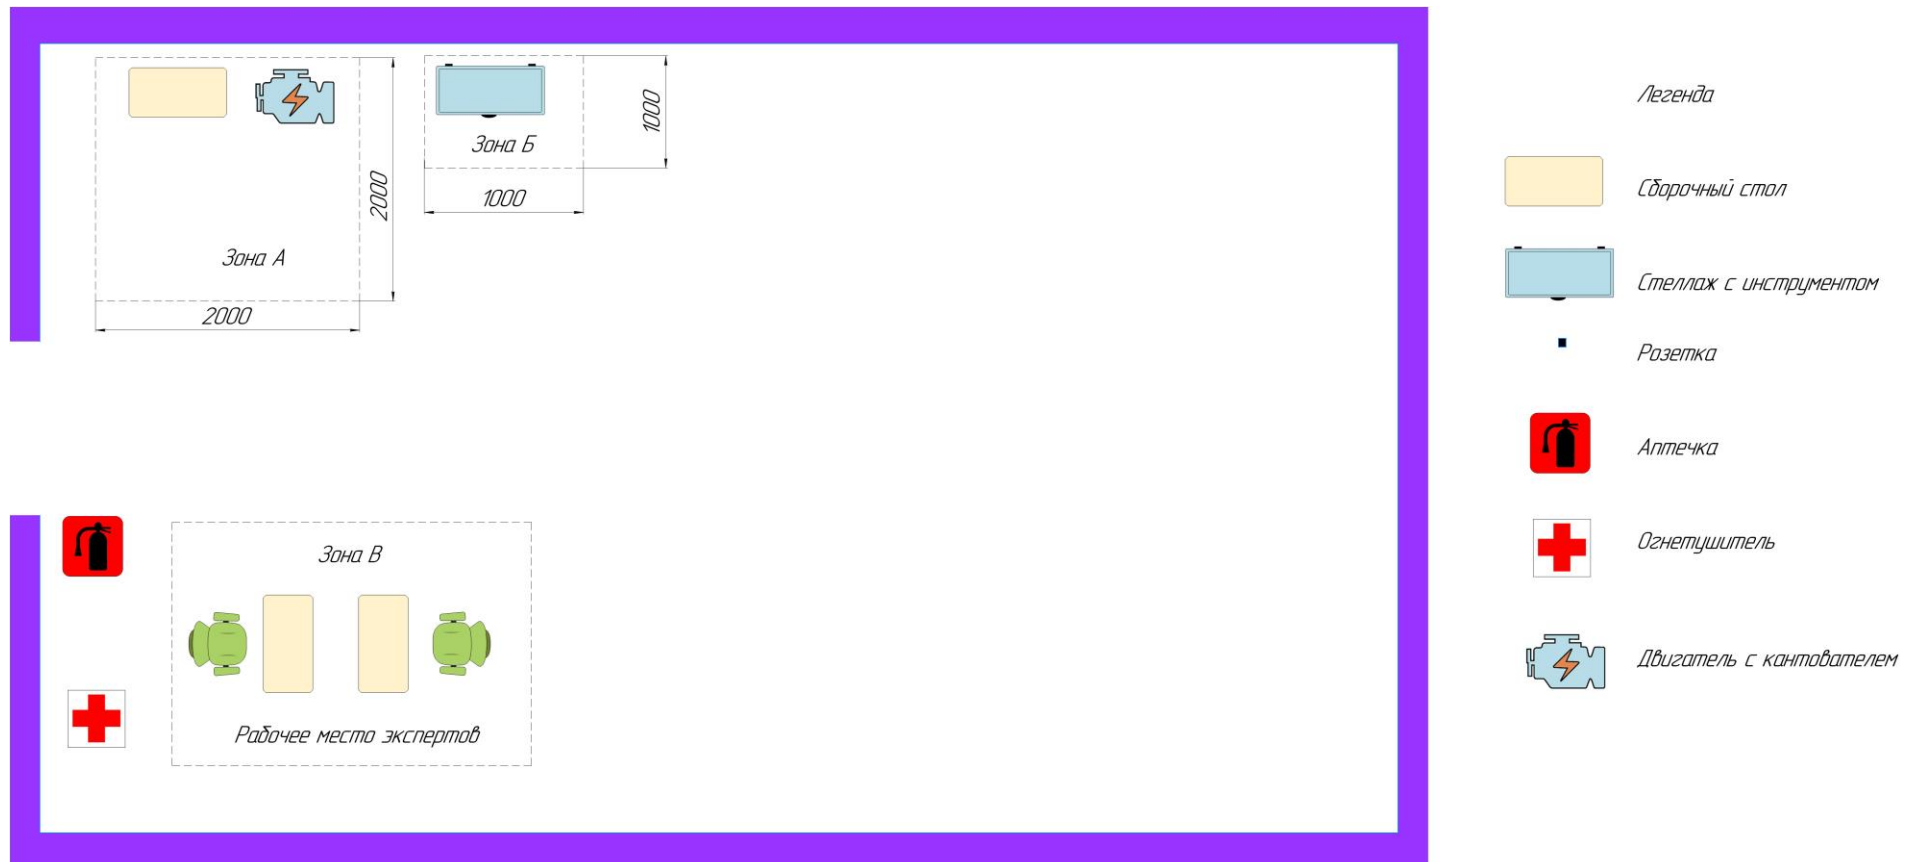 Зона А
2000
2000
Зона Б
1000
1000
Зона В
Рабочее место экспертов
Легенда
Сборочный стол
Стеллаж с инструментом
Розетка
Аптечка
Огнетушитель
Двигатель с кантователем